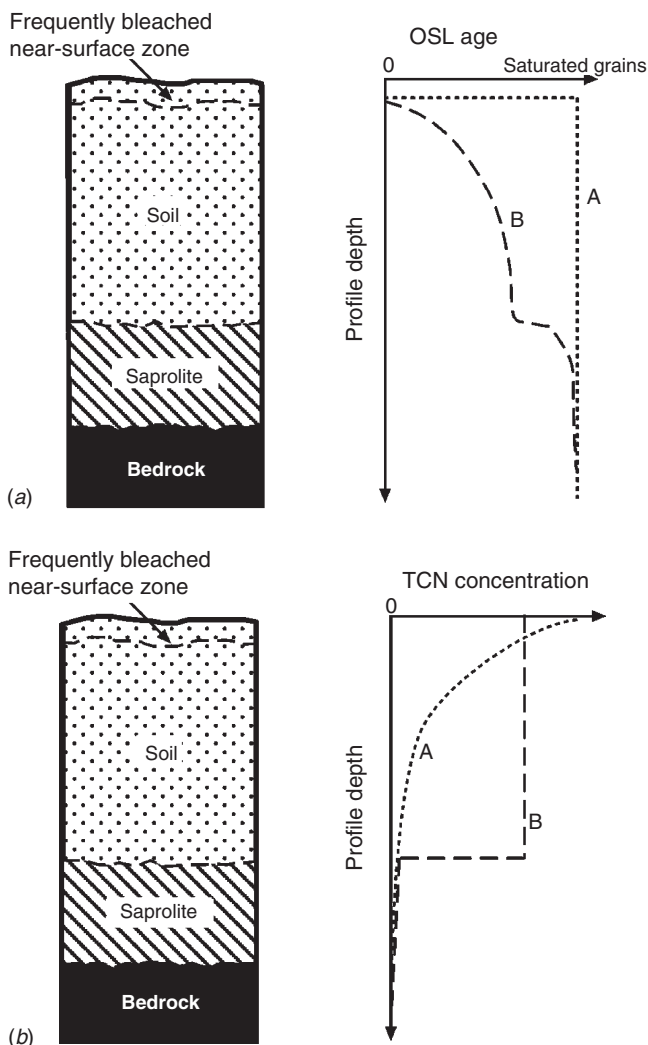 Frequently bleached
near-surface zone
Soil
Saprolite
Bedrock
(a)
OSL age
0
Saturated grains
A
B
Profile depth
Frequently bleached
near-surface zone
Soil
Saprolite
Bedrock
(b)
TCN concentration
0
A
B
Profile depth